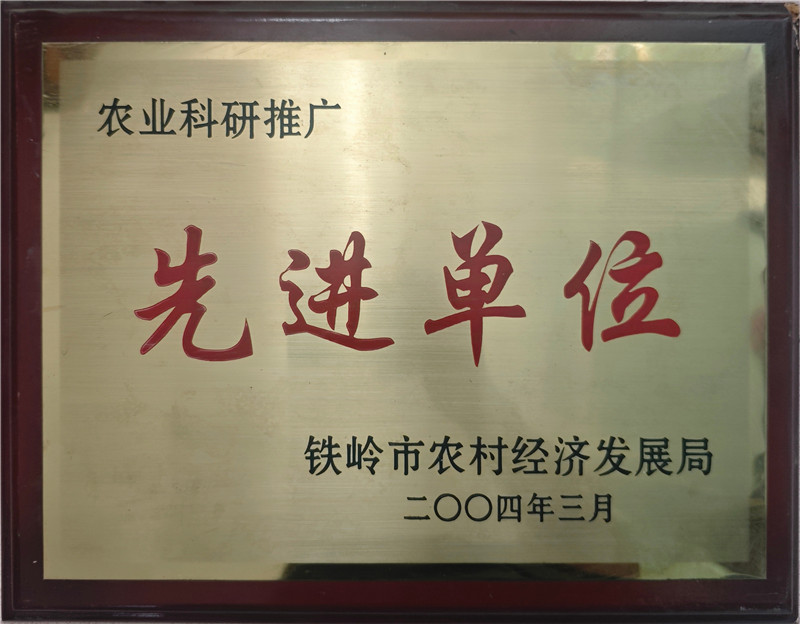 农业科研推广
先进单位
铁岭市农村经济发展局
二〇〇四年三月